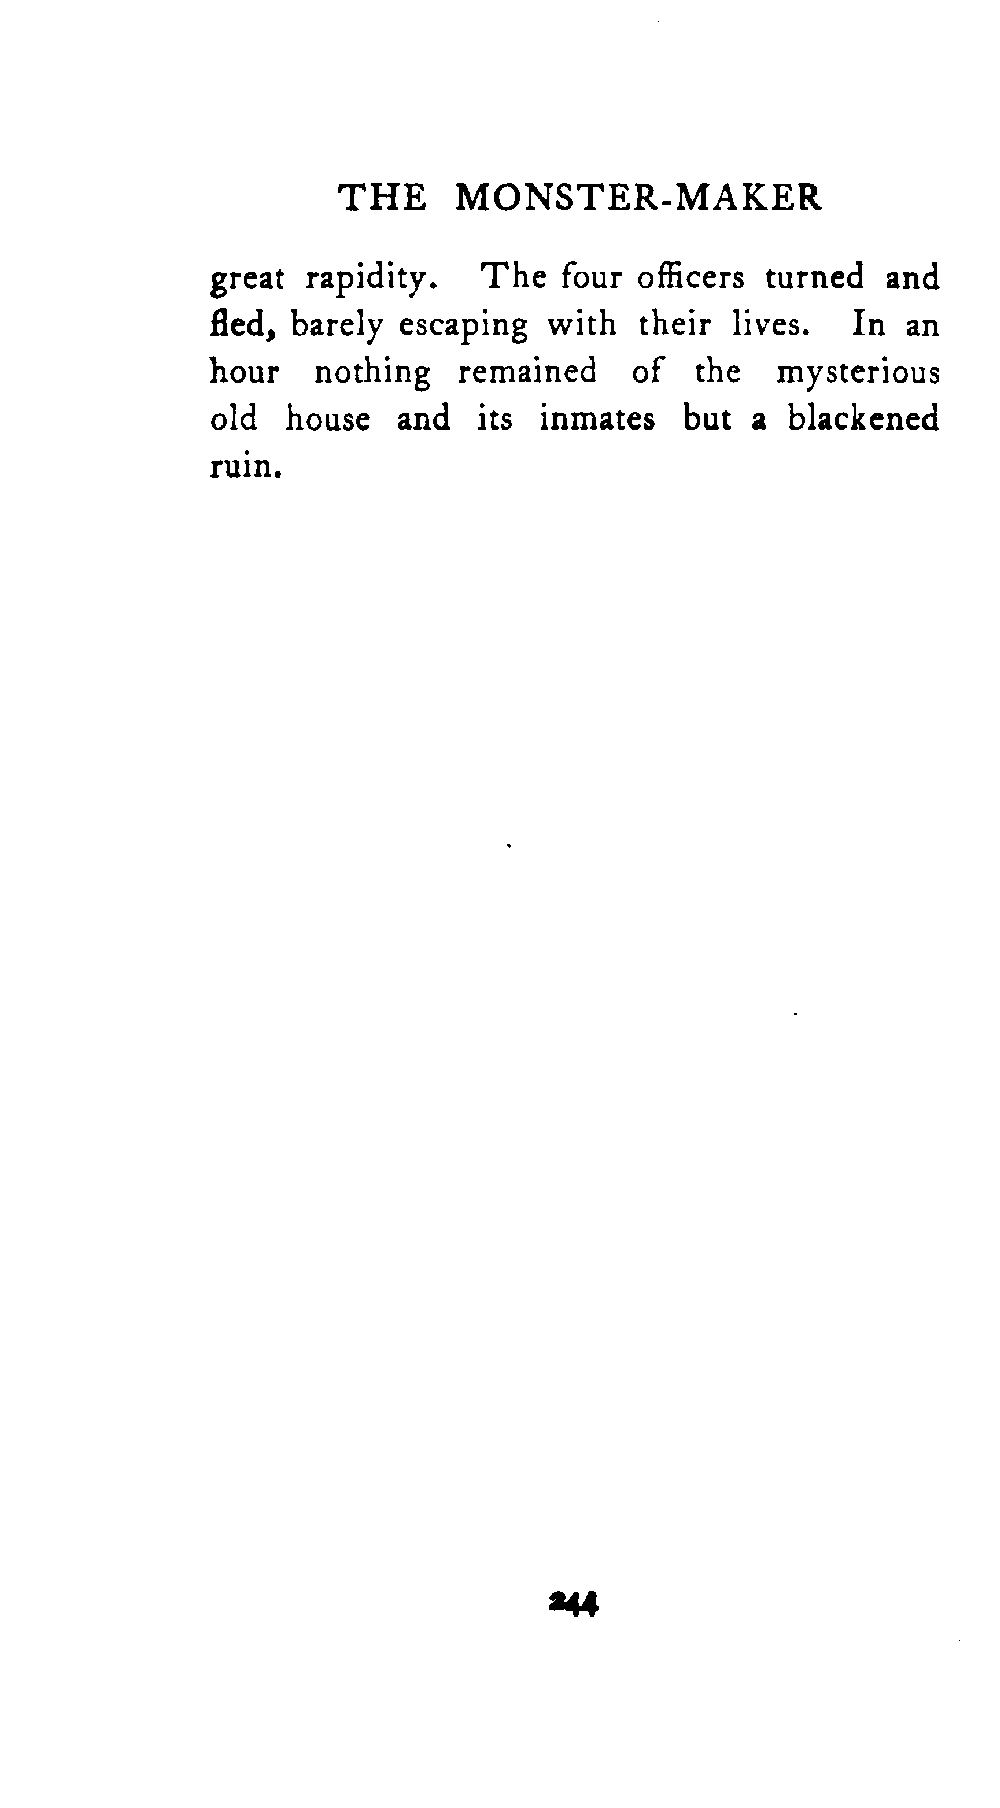 THE MONSTER-MAKER
great rapidity. The four officers turned and
fled, barely escaping with their lives. In an
hour nothing remained of the mysterious
old house and its inmates but a blackened
ruin.
244